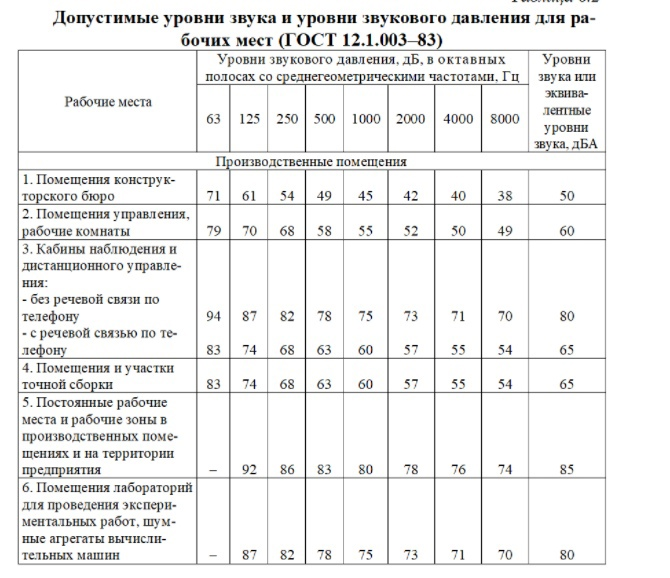 Таблица 6.2
Допустимые уровни звука и уровни звукового давления для ра-
бочих мест (ГОСТ 12.1.003–83)
Рабочие места
Уровни звукового давления, дБ, в октавных
полосах со среднегеометрическими частотами, Гц
Уровни
звука или
эквива-
лентные
уровни
звука, дБА
63 125 250 500 1000 2000 4000 8000
Производственные помещения
1. Помещения конструк-
торского бюро 71 61 54 49 45 42 40 38 50
2. Помещения управления,
рабочие комнаты 79 70 68 58 55 52 50 49 60
3. Кабины наблюдения и
дистанционного управле-
ния:
- без речевой связи по
телефону 94 87 82 78 75 73 71 70 80
- с речевой связью по те-
лефону 83 74 68 63 60 57 55 54 65
4. Помещения и участки
точной сборки 83 74 68 63 60 57 55 54 65
5. Постоянные рабочие
места и рабочие зоны в
производственных поме-
щениях и на территории
предприятия – 92 86 83 80 78 76 74 85
6. Помещения лабораторий
для проведения экспери-
ментальных работ, шум-
ные агрегаты вычисли-
тельных машин – 87 82 78 75 73 71 70 80